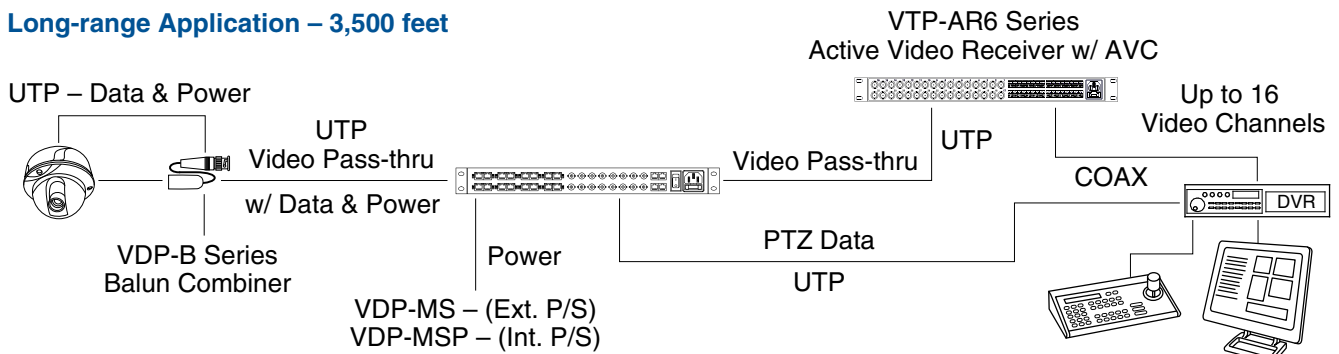 Long-range Application – 3,500 feet
VTP-AR6 Series
Active Video Receiver w/ AVC
UTP – Data & Power
Up to 16
Video Channels
UTP
Video Pass-thru
w/ Data & Power
Video Pass-thru
UTP
COAX
DVR
VDP-B Series
Balun Combiner
Power
PTZ Data
UTP
VDP-MS – (Ext. P/S)
VDP-MSP – (Int. P/S)